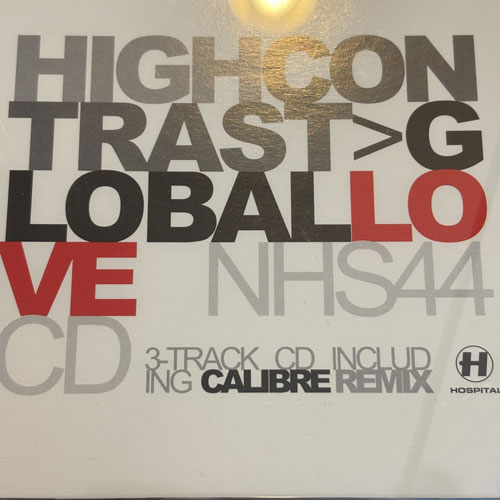 HIGHCON
TRAST>G
LOBALLO
VE NHS44
CD 3-TRACK CD INCLUD
ING CALIBRE REMIX
H
HOSPITAL